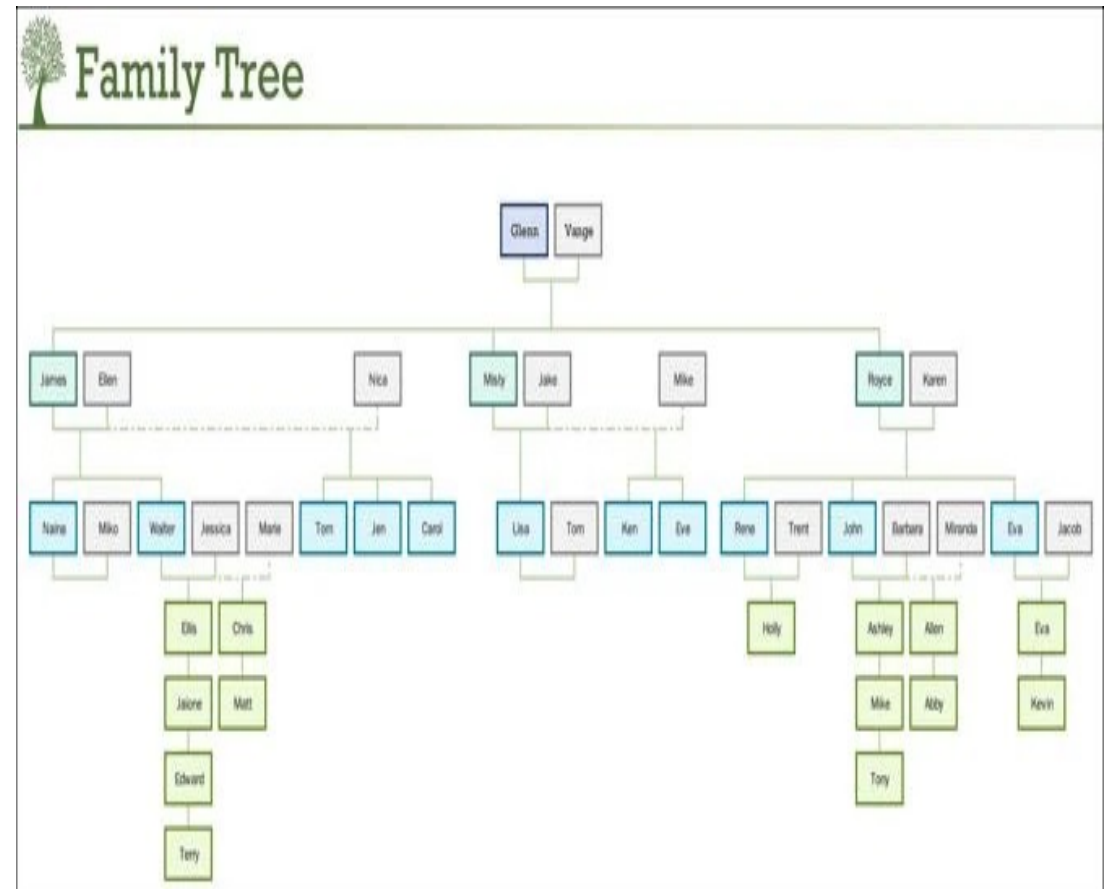 Family Tree
Glenn Vange
James Ellen Nica Misty Jake Mike Royce Karen
Naine Miko Walter Jessica Marie Tom Jen Carol Lisa Tom Ken Eve Rene Trent John Barbara Miranda Eva Jacob
Ellis Chris Holly Ashley Allen Eva
Jaione Matt Mike Abby Kevin
Edward Tony
Terry